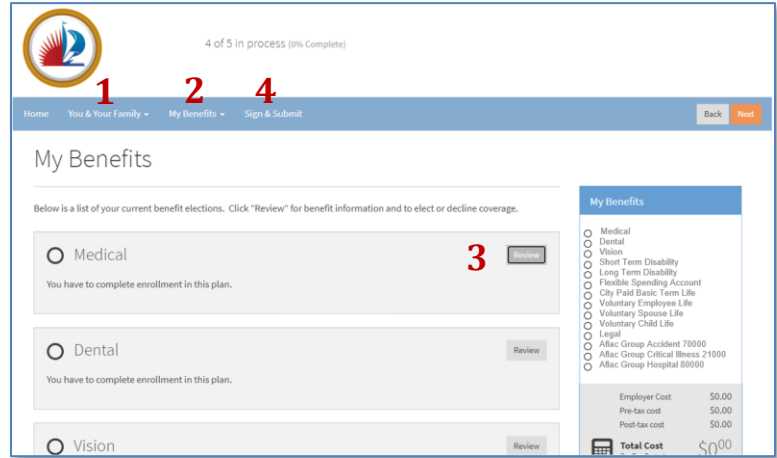 4 of 5 in process (0% Complete)
1 2 4
Home You & Your Family My Benefits Sign & Submit Back Next
My Benefits
Below is a list of your current benefit elections. Click "Review" for benefit information and to elect or decline coverage.
Medical 3 Review
You have to complete enrollment in this plan.
Dental Review
You have to complete enrollment in this plan.
Vision Review
My Benefits
Medical
Dental
Vision
Short Term Disability
Long Term Disability
Flexible Spending Account
City Paid Basic Term Life
Voluntary Employee Life
Voluntary Spouse Life
Voluntary Child Life
Legal
Aflac Group Accident 70000
Aflac Group Critical Illness 21000
Aflac Group Hospital 80000
Employer Cost $0.00
Pre-tax cost $0.00
Post-tax cost $0.00
Total Cost $0.00